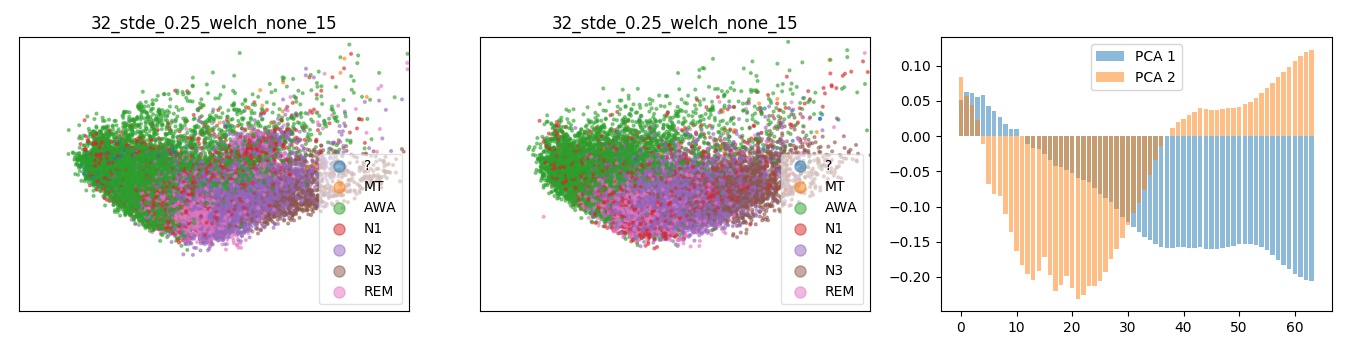 32_stde_0.25_welch_none_15
?
MT
AWA
N1
N2
N3
REM
32_stde_0.25_welch_none_15
?
MT
AWA
N1
N2
N3
REM
PCA 1
PCA 2
0.10
0.05
0.00
−0.05
−0.10
−0.15
−0.20
0 10 20 30 40 50 60